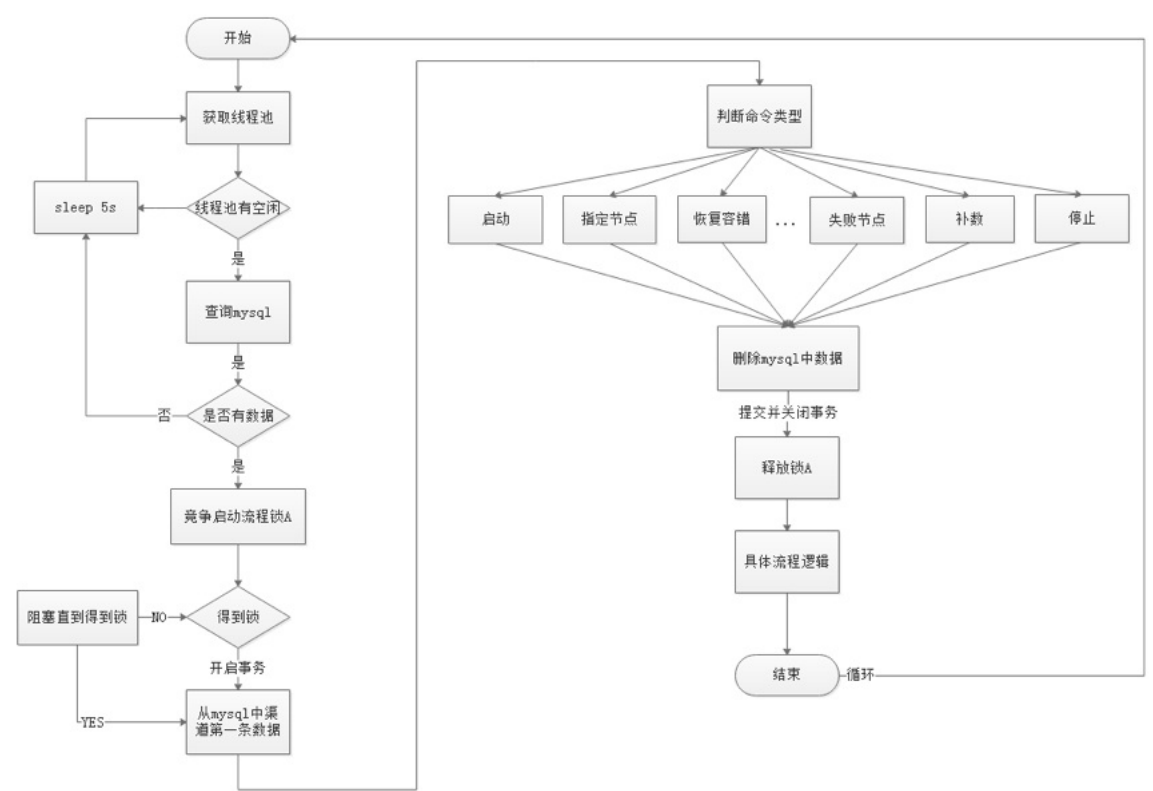 开始
获取线程池
sleep 5s
线程池有空闲
是
查询mysql
是
否
是否有数据
是
竞争启动流程锁A
阻塞直到得到锁
NO
得到锁
开启事务
YES
从mysql中渠
道第一条数据
判断命令类型
启动
指定节点
恢复容错
...
失败节点
补数
停止
删除mysql中数据
提交并关闭事务
释放锁A
具体流程逻辑
结束
循环